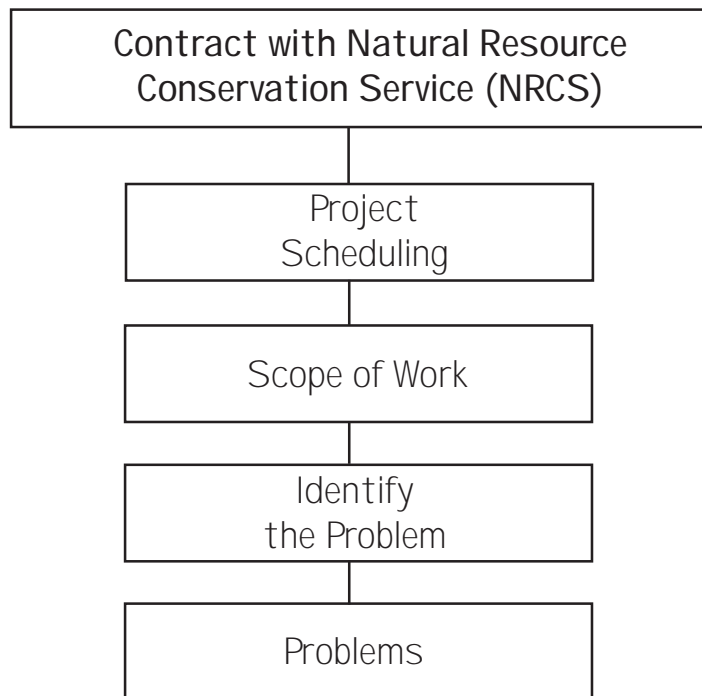 Contract with Natural Resource
Conservation Service (NRCS)
Project
Scheduling
Scope of Work
Identify
the Problem
Problems